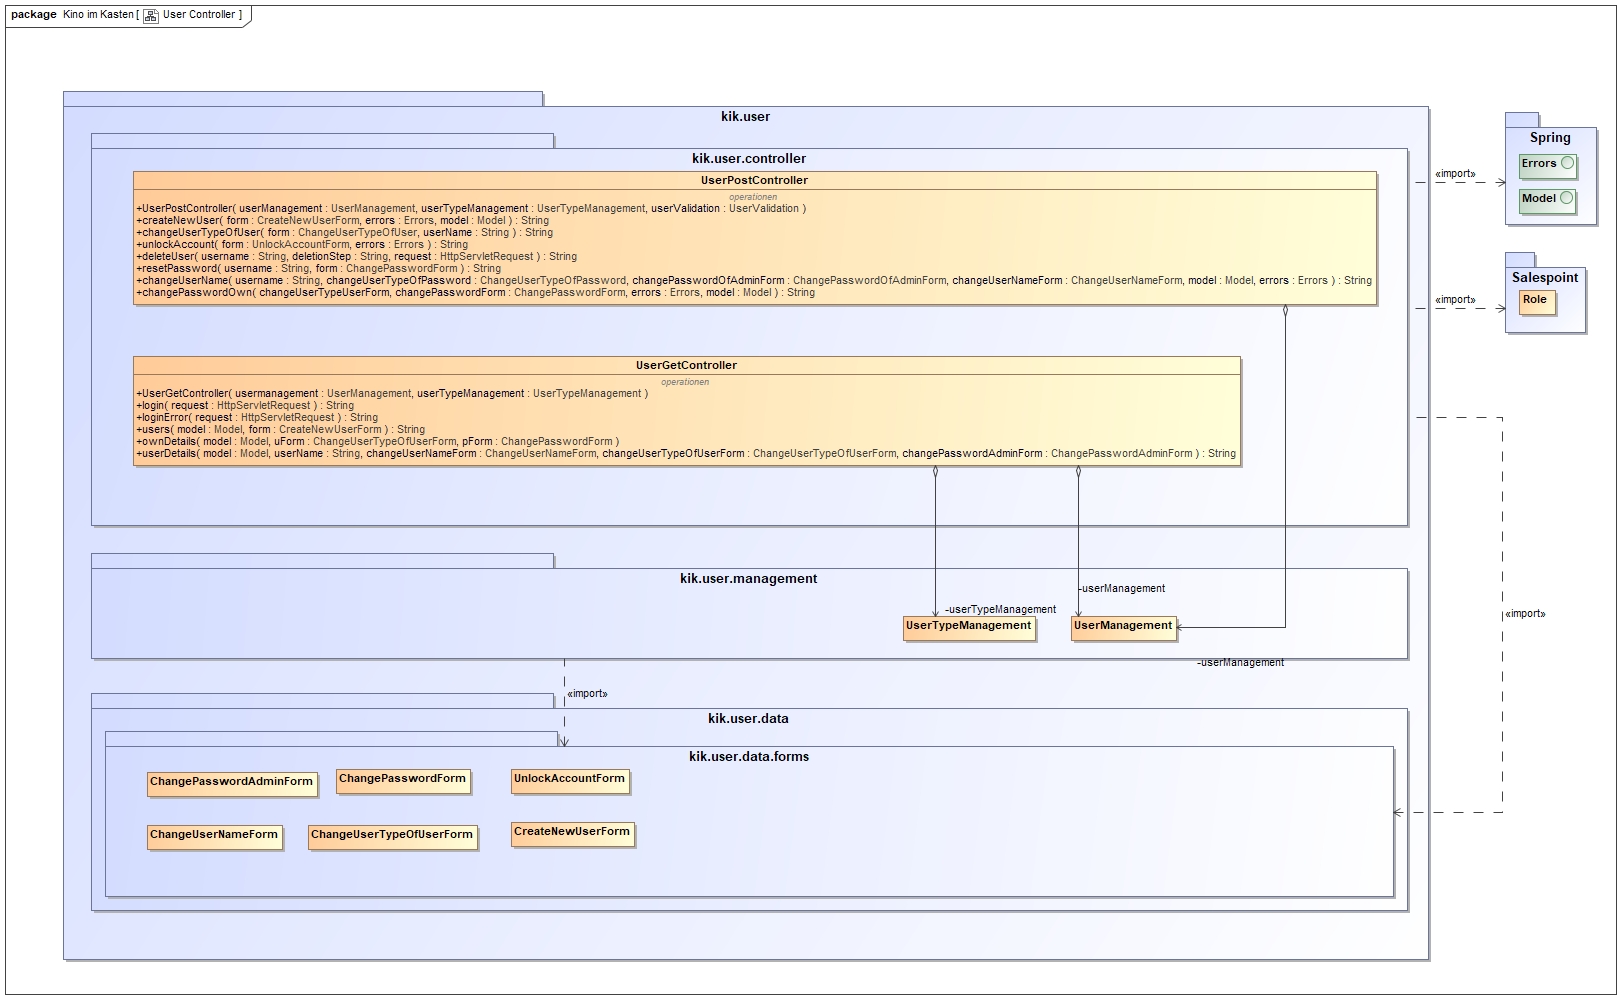 package Kino im Kasten [ User Controller ]
kik.user
kik.user.controller
UserPostController
operationen
+UserPostController( userManagement : UserManagement, userTypeManagement : UserTypeManagement, userValidation : UserValidation )
+createNewUser( form : CreateNewUserForm, errors : Errors, model : Model ) : String
+changeUserTypeOfUser( form : ChangeUserTypeOfUser, userName : String ) : String
+unlockAccount( form : UnlockAccountForm, errors : Errors ) : String
+deleteUser( username : String, deletionStep : String, request : HttpServletRequest ) : String
+resetPassword( username : String, form : ChangePasswordForm ) : String
+changeUserName( username : String, changeUserTypeOfPassword : ChangeUserTypeOfPassword, changePasswordOfAdminForm : ChangePasswordOfAdminForm, changeUserNameForm : ChangeUserNameForm, model : Model, errors : Errors ) : String
+changePasswordOwn( changeUserTypeUserForm, changePasswordForm : ChangePasswordForm, errors : Errors, model : Model ) : String
UserGetController
operationen
+UserGetController( usermanagement : UserManagement, userTypeManagement : UserTypeManagement )
+login( request : HttpServletRequest ) : String
+loginError( request : HttpServletRequest ) : String
+users( model : Model, form : CreateNewUserForm ) : String
+ownDetails( model : Model, uForm : ChangeUserTypeOfUserForm, pForm : ChangePasswordForm )
+userDetails( model : Model, userName : String, changeUserNameForm : ChangeUserNameForm, changeUserTypeOfUserForm : ChangeUserTypeOfUserForm, changePasswordAdminForm : ChangePasswordAdminForm ) : String
«import»
Spring
Errors
Model
«import»
Salespoint
Role
kik.user.management
-userManagement
-userTypeManagement
UserTypeManagement
UserManagement
-userManagement
«import»
«import»
kik.user.data
kik.user.data.forms
ChangePasswordAdminForm
ChangePasswordForm
UnlockAccountForm
ChangeUserNameForm
ChangeUserTypeOfUserForm
CreateNewUserForm